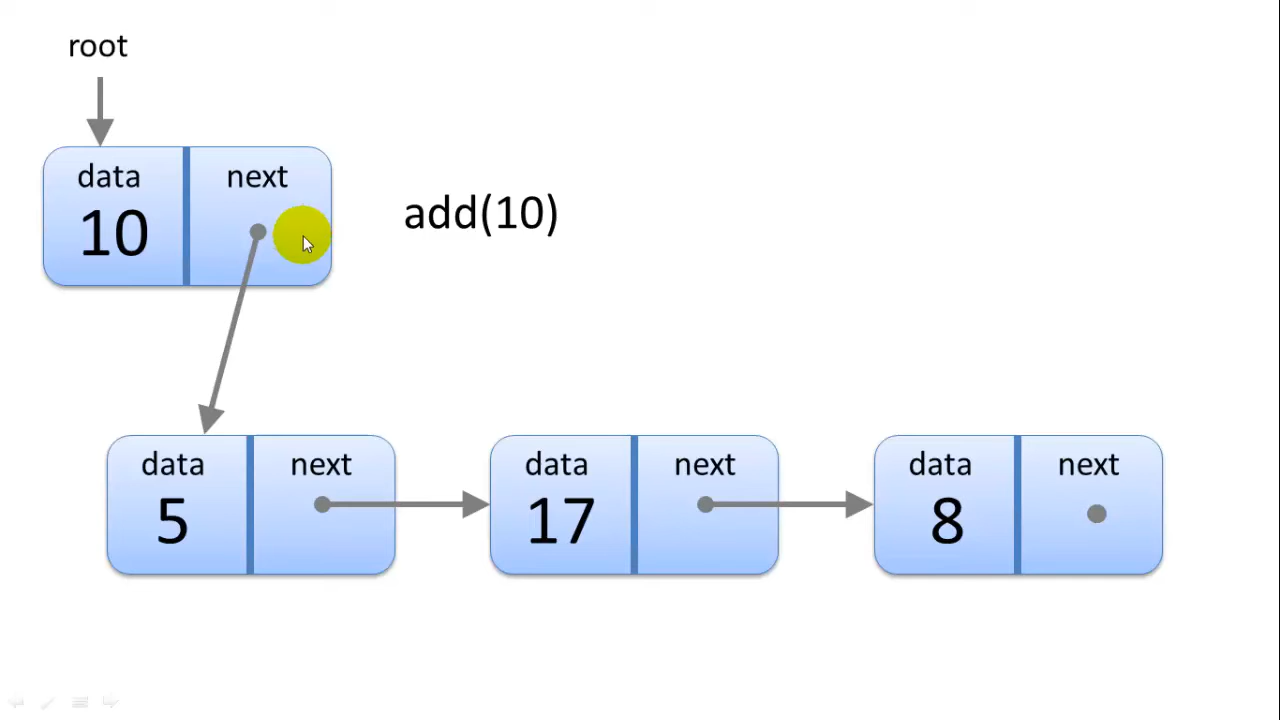 root
data next
10
add(10)
data next
5
data next
17
data next
8